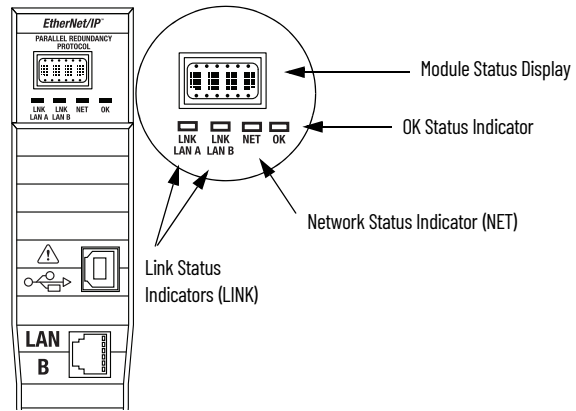 EtherNet/IP™
PARALLEL REDUNDANCY
PROTOCOL
LNK LAN A
LNK LAN B
NET
OK
LAN
B
LNK LAN A
LNK LAN B
NET
OK
Module Status Display
OK Status Indicator
Network Status Indicator (NET)
Link Status
Indicators (LINK)